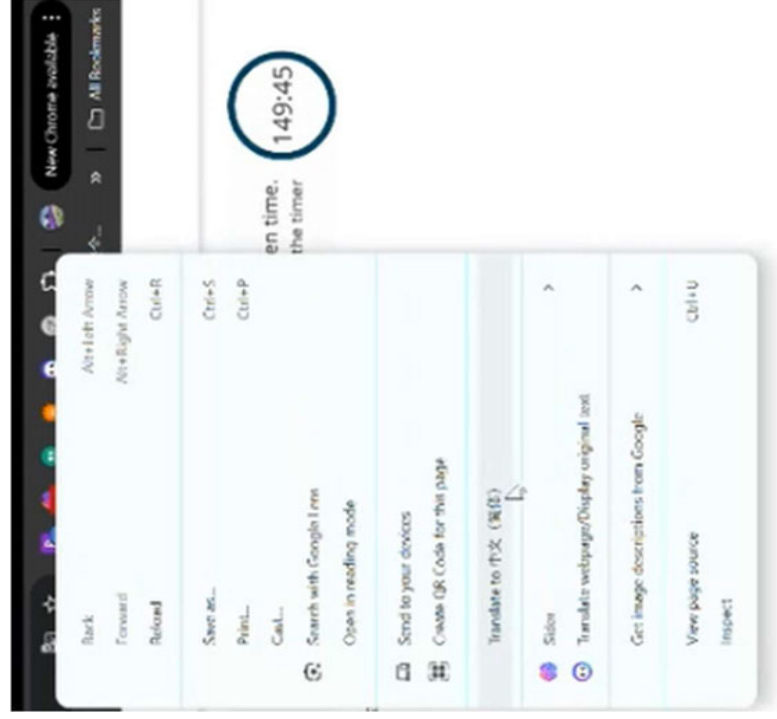 New Chrome available
» All Bookmarks
149:45
en time.
the timer
Back Alt+Left Arrow
Forward Alt+Right Arrow
Reload Ctrl+R
Save as... Ctrl+S
Print... Ctrl+P
Cast...
Search with Google Lens
Open in reading mode
Send to your devices
Create QR Code for this page
Translate to 中文（简体）
Sider
Translate webpage/Display original text
Get image descriptions from Google
View page source Ctrl+U
Inspect